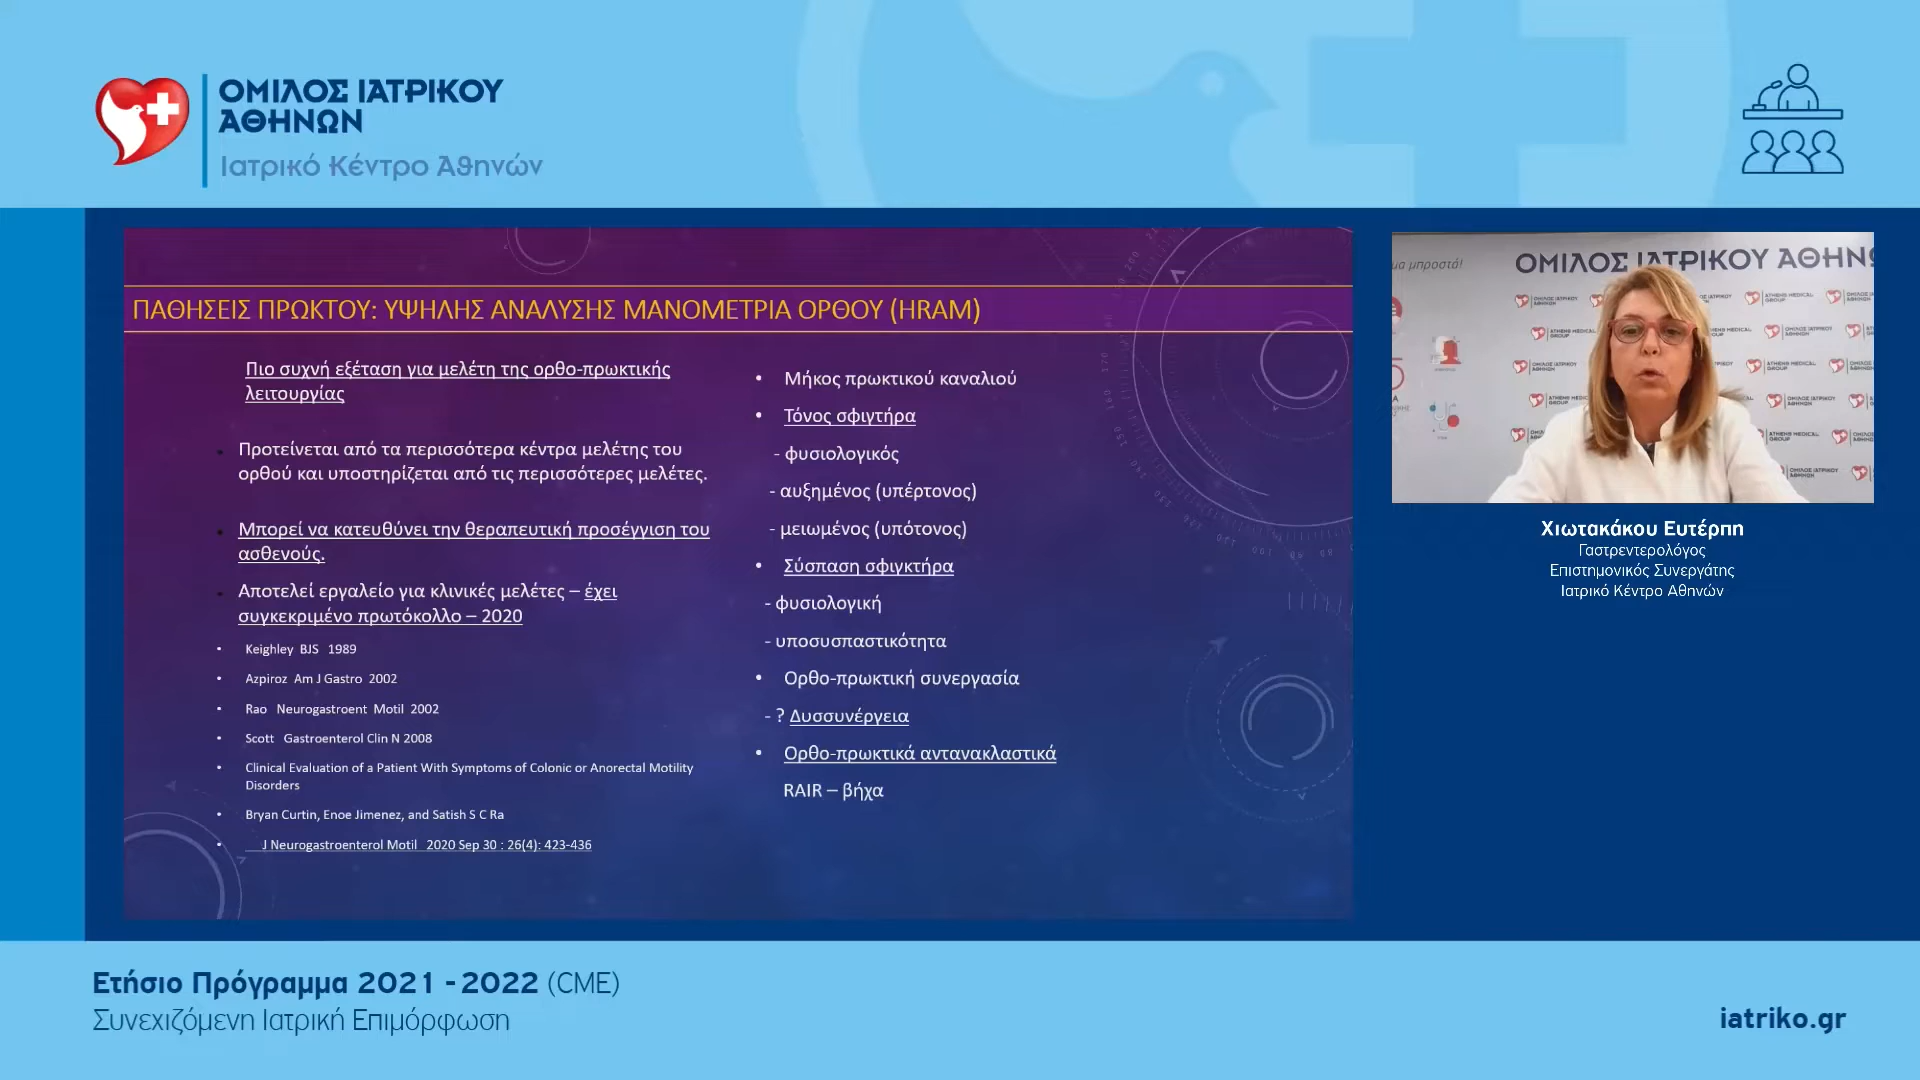 ΟΜΙΛΟΣ ΙΑΤΡΙΚΟΥ
ΑΘΗΝΩΝ
Ιατρικό Κέντρο Αθηνών
ΠΑΘΗΣΕΙΣ ΠΡΩΚΤΟΥ: ΥΨΗΛΗΣ ΑΝΑΛΥΣΗΣ ΜΑΝΟΜΕΤΡΙΑ ΟΡΘΟΥ (HRAM)
Πιο συχνή εξέταση για μελέτη της ορθο-πρωκτικής
λειτουργίας
Προτείνεται από τα περισσότερα κέντρα μελέτης του
ορθού και υποστηρίζεται από τις περισσότερες μελέτες.
Μπορεί να κατευθύνει την θεραπευτική προσέγγιση του
ασθενούς.
Αποτελεί εργαλείο για κλινικές μελέτες – έχει
συγκεκριμένο πρωτόκολλο – 2020
• Keighley BJS 1989
• Azpiroz Am J Gastro 2002
• Rao Neurogastroent Motil 2002
• Scott Gastroenterol Clin N 2008
• Clinical Evaluation of a Patient With Symptoms of Colonic or Anorectal Motility
Disorders
• Bryan Curtin, Enoe Jimenez, and Satish S C Ra
• J Neurogastroenterol Motil 2020 Sep 30 : 26(4): 423-436
• Μήκος πρωκτικού καναλιού
• Τόνος σφιγτήρα
- φυσιολογικός
- αυξημένος (υπέρτονος)
- μειωμένος (υπότονος)
• Σύσπαση σφιγκτήρα
- φυσιολογική
- υποσυσπαστικότητα
• Ορθο-πρωκτική συνεργασία
- ? Δυσσυνέργεια
• Ορθο-πρωκτικά αντανακλαστικά
RAIR – βήχα
μα μπροστά!
ΟΜΙΛΟΣ ΙΑΤΡΙΚΟΥ ΑΘΗΝΩ
Χιωτακάκου Ευτέρπη
Γαστρεντερολόγος
Επιστημονικός Συνεργάτης
Ιατρικό Κέντρο Αθηνών
Ετήσιο Πρόγραμμα 2021 - 2022 (CME)
Συνεχιζόμενη Ιατρική Επιμόρφωση
iatriko.gr